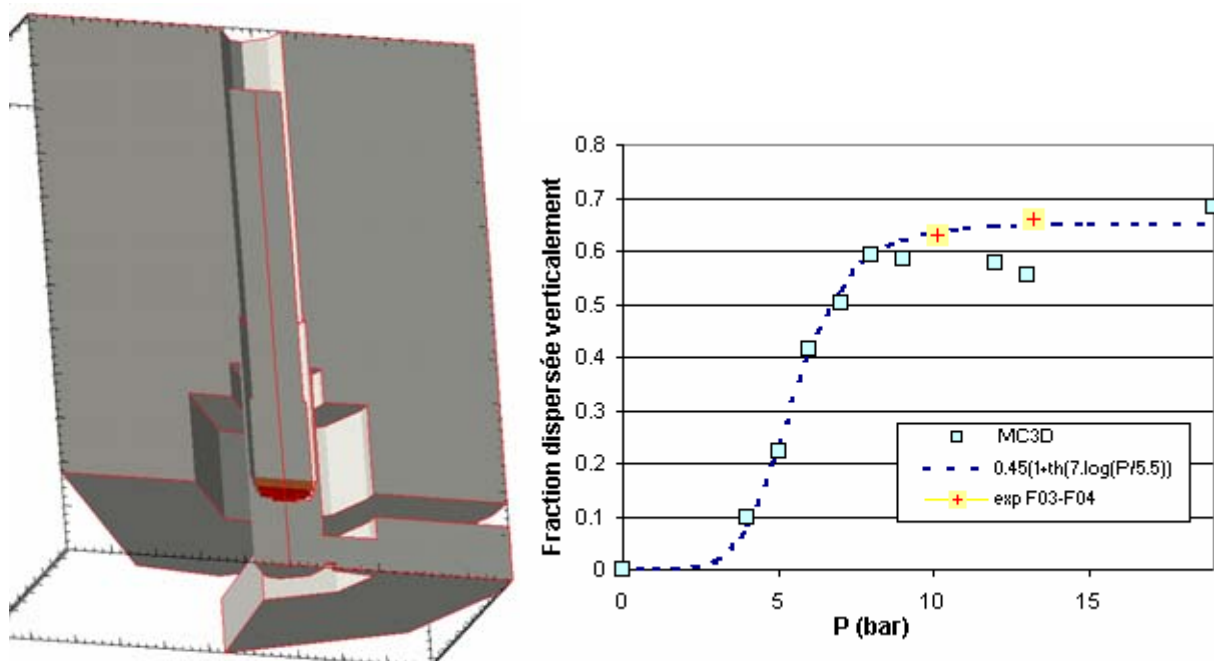 0.8
0.7
0.6
0.5
0.4
0.3
0.2
0.1
0
Fraction dispersée verticalement
MC3D
0.45(1+th(7.log(P/5.5))
exp F03-F04
0 5 10 15
P (bar)